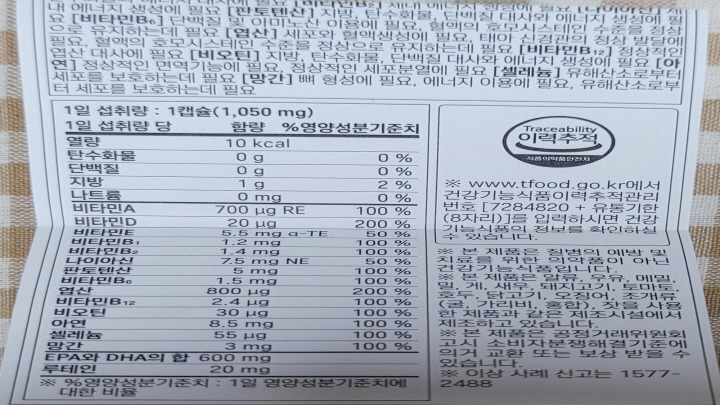 내 에너지 생성에 필요 [판토텐산] 지방, 탄수화물, 단백질 대사와 에너지 생성에 필
요 [비타민B₆] 단백질 및 아미노산 이용에 필요, 혈액의 호모시스테인 수준을 정상
으로 유지하는데 필요 [엽산] 세포와 혈액생성에 필요, 태아 신경관의 정상 발달에
필요, 혈액의 호모시스테인 수준을 정상으로 유지하는데 필요 [비타민B₁₂] 정상적인
엽산 대사에 필요 [비오틴] 지방, 탄수화물, 단백질 대사와 에너지 생성에 필요 [아
연] 정상적인 면역기능에 필요, 정상적인 세포분열에 필요 [셀레늄] 유해산소로부터
세포를 보호하는데 필요 [망간] 뼈 형성에 필요, 에너지 이용에 필요, 유해산소로부
터 세포를 보호하는데 필요
1일 섭취량 : 1캡슐(1,050 mg)
1일 섭취량 당 함량 %영양성분기준치
열량 10 kcal
탄수화물 0 g 0 %
단백질 0 g 0 %
지방 1 g 2 %
나트륨 0 mg 0 %
비타민A 700 µg RE 100 %
비타민D 20 µg 200 %
비타민E 5.5 mg α-TE 50 %
비타민B₁ 1.2 mg 100 %
비타민B₂ 1.4 mg 100 %
나이아신 7.5 mg NE 50 %
판토텐산 5 mg 100 %
비타민B₆ 1.5 mg 100 %
엽산 800 µg 200 %
비타민B₁₂ 2.4 µg 100 %
비오틴 30 µg 100 %
아연 8.5 mg 100 %
셀레늄 55 µg 100 %
망간 3 mg 100 %
EPA와 DHA의 합 600 mg
루테인 20 mg
※ %영양성분기준치 : 1일 영양성분기준치에
대한 비율
Traceability
이력추적
식품의약품안전처
※ www.tfood.go.kr에서
건강기능식품이력추적관리
번호 [7284820 + 유통기한
(8자리)]를 입력하시면 건강
기능식품의 정보를 확인하실
수 있습니다.
※ 본 제품은 질병의 예방 및
치료를 위한 의약품이 아닌
건강기능식품입니다.
※ 본 제품은 알류, 우유, 메밀,
밀, 게, 새우, 돼지고기, 토마토,
호두, 닭고기, 오징어, 조개류
(굴, 가리비, 홍합), 잣을 사용
한 제품과 같은 제조시설에서
제조하고 있습니다.
※ 본 제품은 공정거래위원회
고시 소비자분쟁해결기준에
의거 교환 또는 보상 받을 수
있습니다.
※ 이상 사례 신고는 1577-
2488